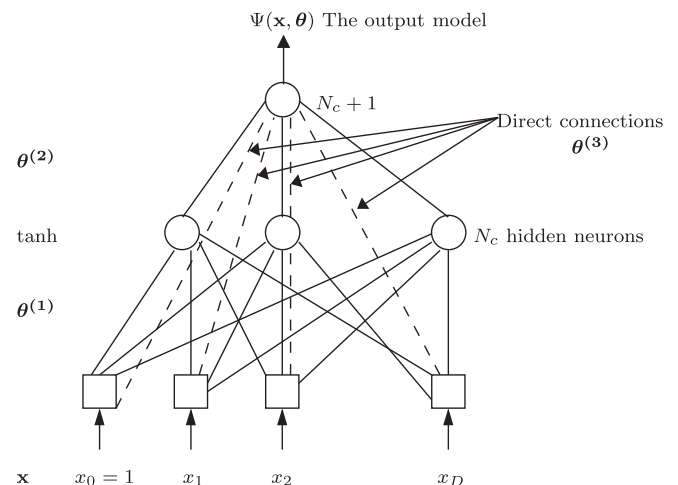 Ψ(x, θ) The output model
N_c + 1
Direct connections
θ^(3)
θ^(2)
tanh
N_c hidden neurons
θ^(1)
x x_0 = 1 x_1 x_2 x_D